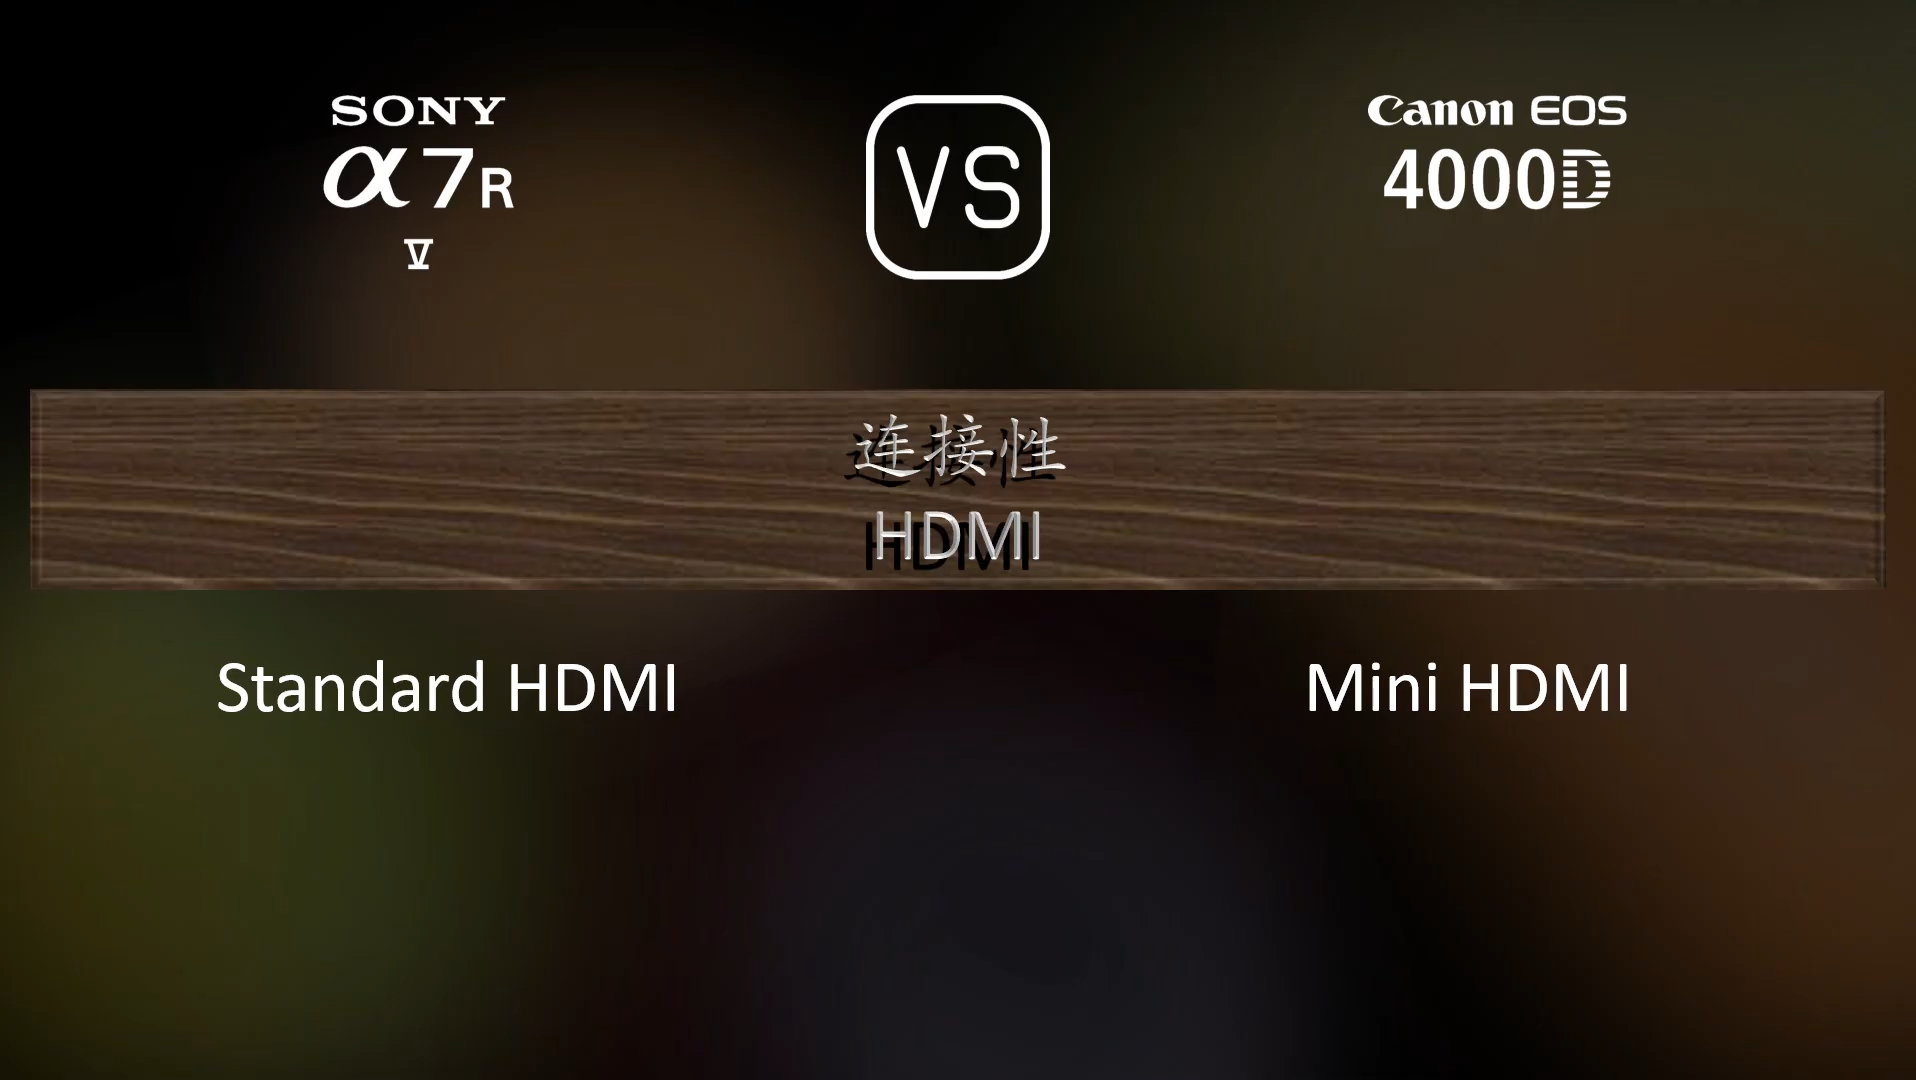 SONY
α7R
V
VS
Canon EOS
4000D
连接性
HDMI
Standard HDMI
Mini HDMI